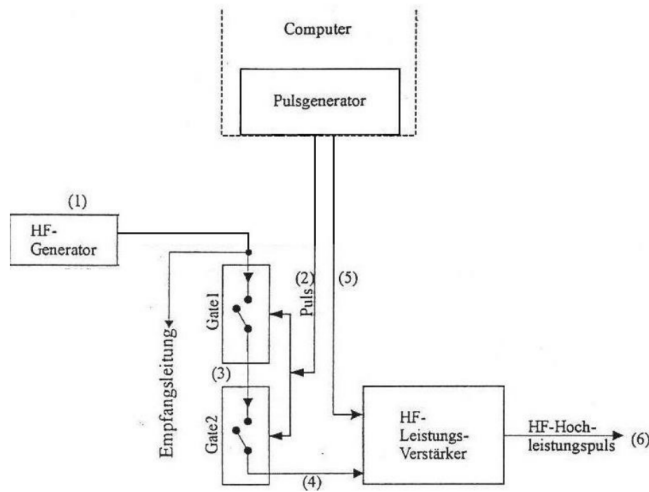 Computer
Pulsgenerator
(1)
HF-
Generator
(2)
(5)
Puls
Gate1
Empfangsleitung
(3)
Gate2
HF-
Leistungs-
Verstärker
HF-Hoch-
leistungspuls
(6)
(4)